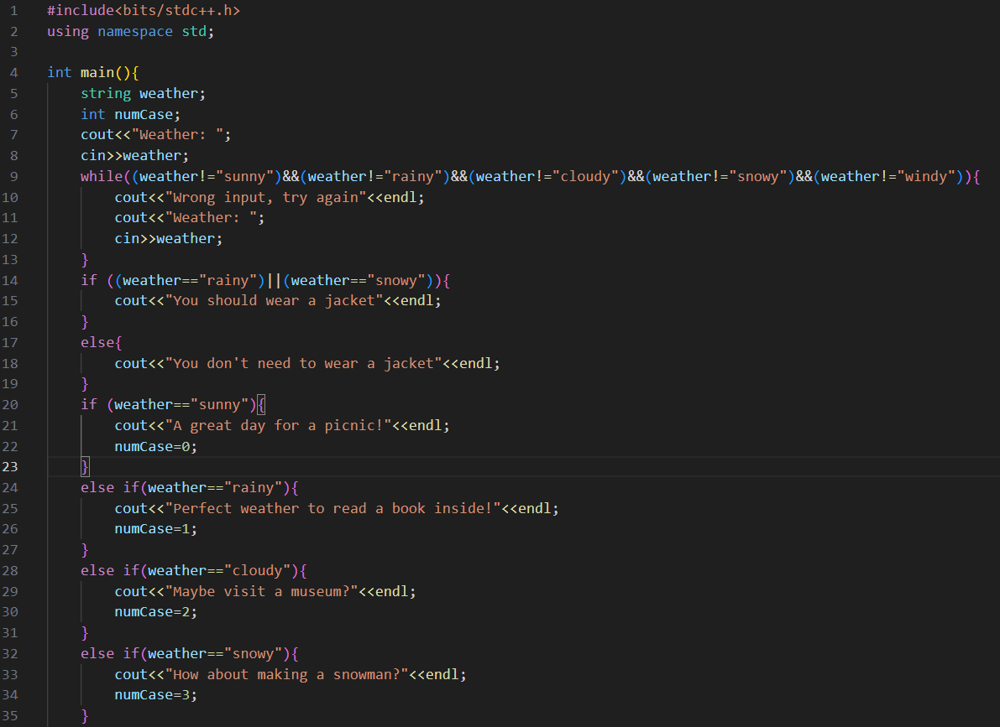 1 #include<bits/stdc++.h>
2 using namespace std;
3
4 int main(){
5     string weather;
6     int numCase;
7     cout<<"Weather: ";
8     cin>>weather;
9     while((weather!="sunny")&&(weather!="rainy")&&(weather!="cloudy")&&(weather!="snowy")&&(weather!="windy")){
10         cout<<"Wrong input, try again"<<endl;
11         cout<<"Weather: ";
12         cin>>weather;
13     }
14     if ((weather=="rainy")||(weather=="snowy")){
15         cout<<"You should wear a jacket"<<endl;
16     }
17     else{
18         cout<<"You don't need to wear a jacket"<<endl;
19     }
20     if (weather=="sunny"){
21         cout<<"A great day for a picnic!"<<endl;
22         numCase=0;
23     }
24     else if(weather=="rainy"){
25         cout<<"Perfect weather to read a book inside!"<<endl;
26         numCase=1;
27     }
28     else if(weather=="cloudy"){
29         cout<<"Maybe visit a museum?"<<endl;
30         numCase=2;
31     }
32     else if(weather=="snowy"){
33         cout<<"How about making a snowman?"<<endl;
34         numCase=3;
35     }